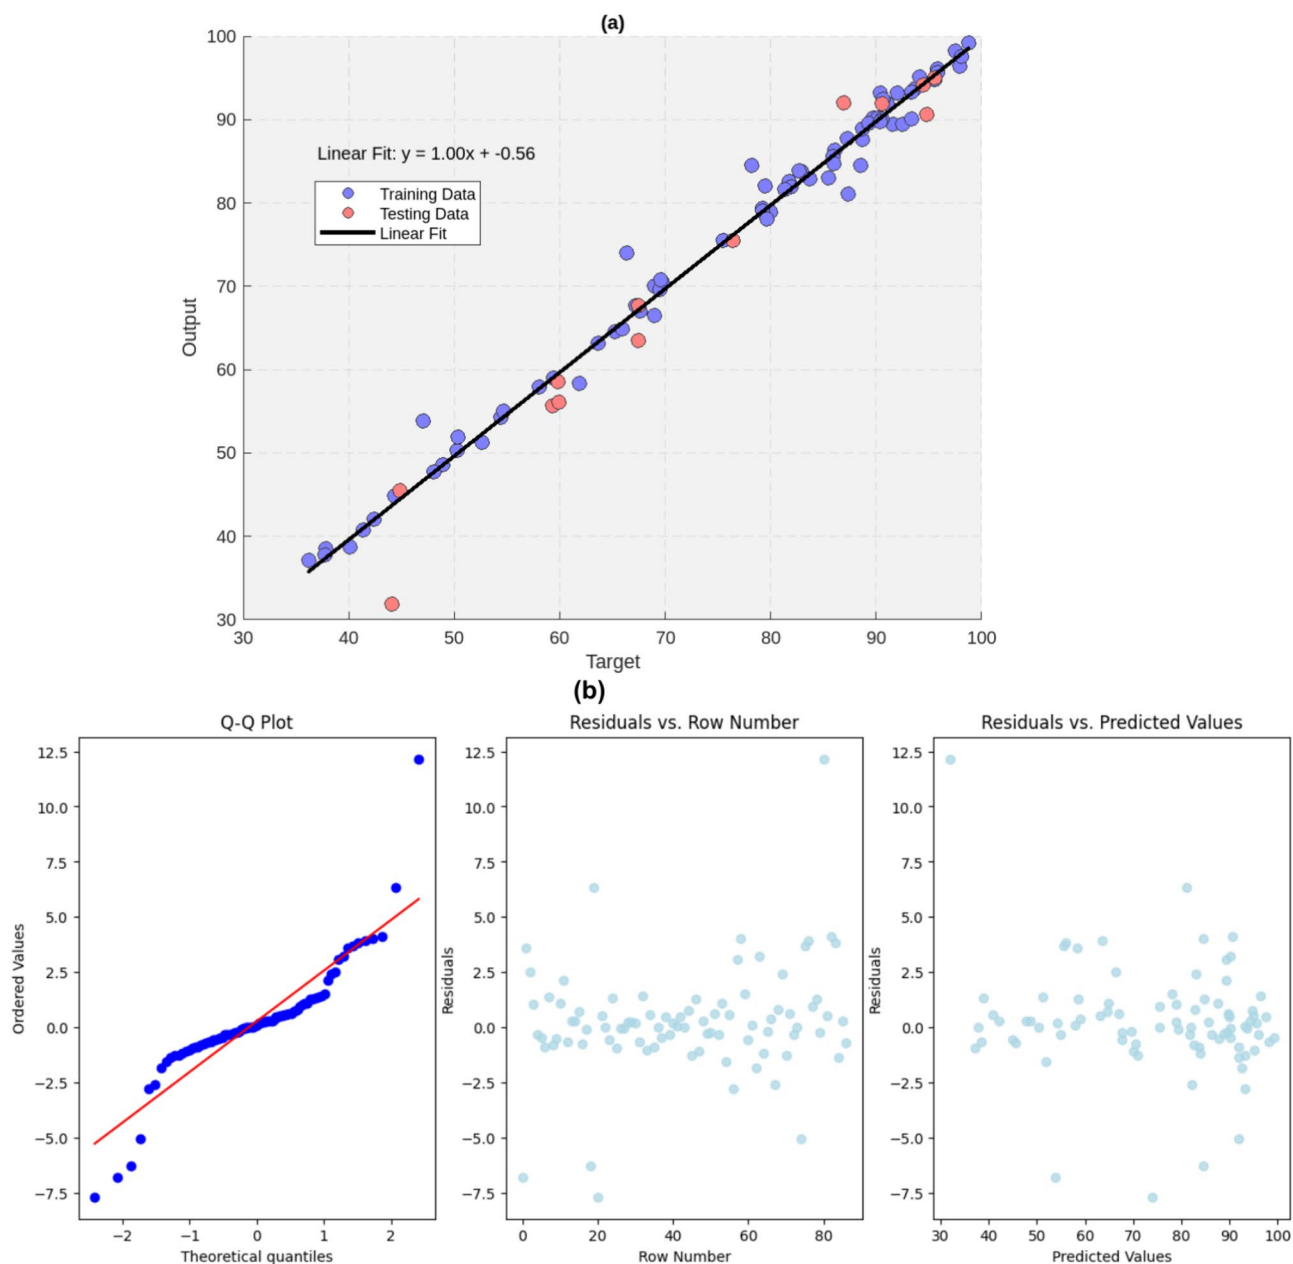 (a)
100
90
80
70
60
50
40
30
Output
Linear Fit: y = 1.00x + -0.56
Training Data
Testing Data
Linear Fit
30 40 50 60 70 80 90 100
Target
(b)
Q-Q Plot
12.5
10.0
7.5
5.0
2.5
0.0
−2.5
−5.0
−7.5
Ordered Values
−2 −1 0 1 2
Theoretical quantiles
Residuals vs. Row Number
12.5
10.0
7.5
5.0
2.5
0.0
−2.5
−5.0
−7.5
Residuals
0 20 40 60 80
Row Number
Residuals vs. Predicted Values
12.5
10.0
7.5
5.0
2.5
0.0
−2.5
−5.0
−7.5
Residuals
30 40 50 60 70 80 90 100
Predicted Values